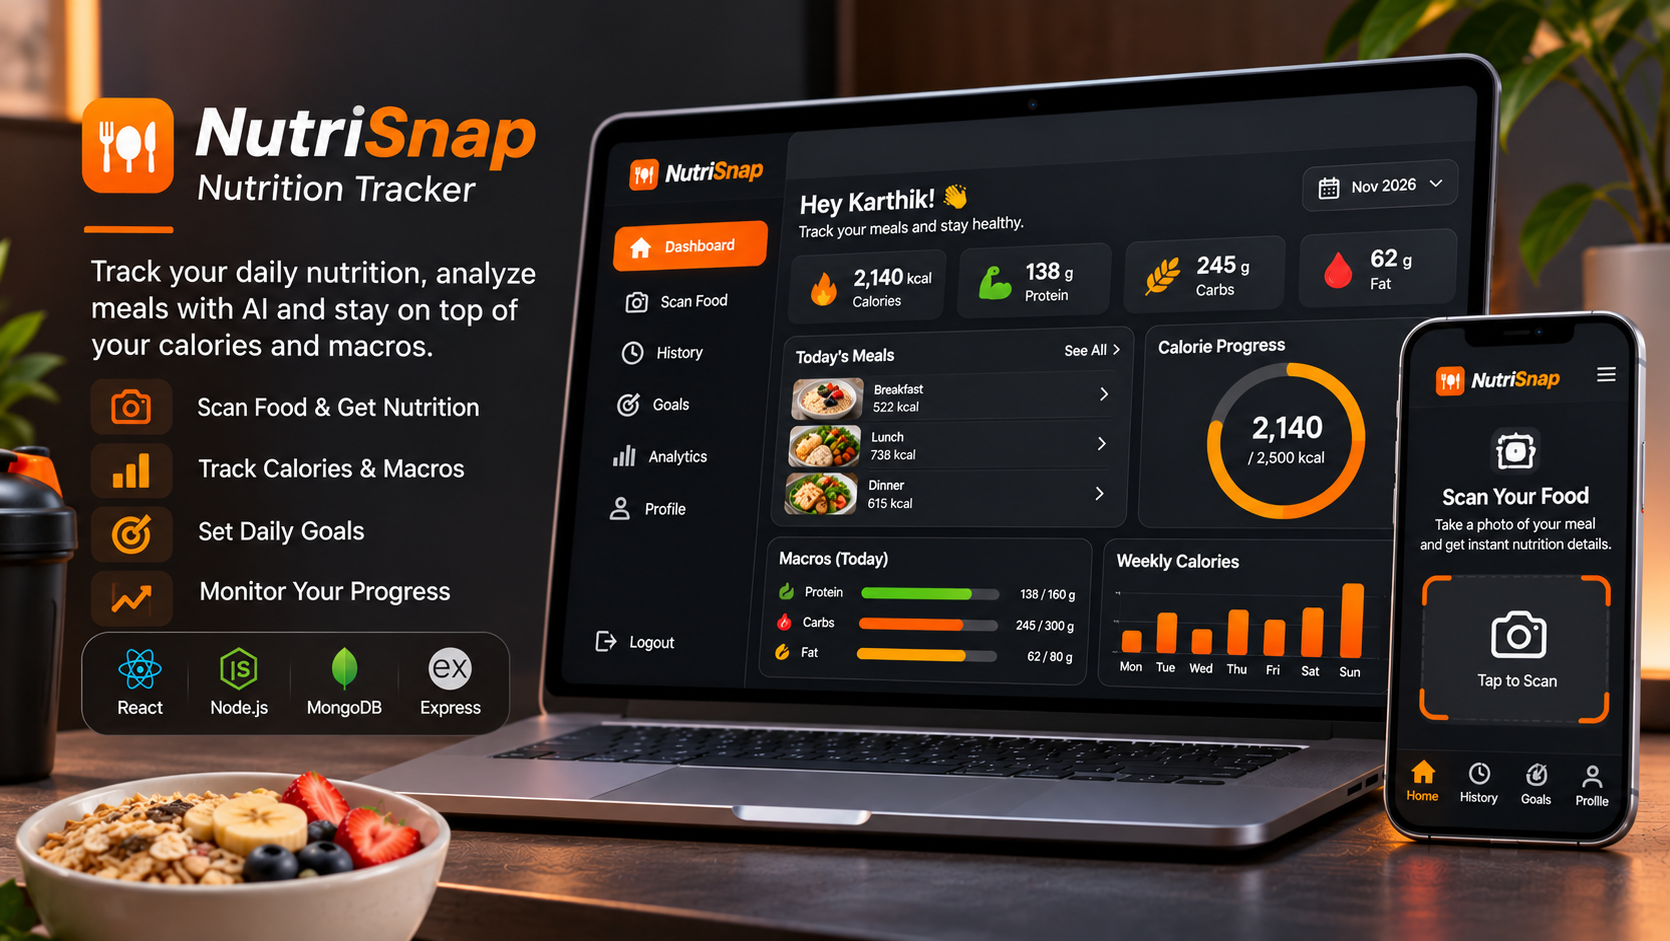 NutriSnap
Nutrition Tracker
Track your daily nutrition, analyze
meals with AI and stay on top of
your calories and macros.
Scan Food & Get Nutrition
Track Calories & Macros
Set Daily Goals
Monitor Your Progress
React
JS
Node.js
MongoDB
ex
Express
NutriSnap
Dashboard
Scan Food
History
Goals
Analytics
Profile
Logout
Hey Karthik! 👋
Track your meals and stay healthy.
Nov 2026
2,140 kcal
Calories
138 g
Protein
245 g
Carbs
62 g
Fat
Today's Meals
See All >
Breakfast
522 kcal
Lunch
738 kcal
Dinner
615 kcal
Calorie Progress
2,140
/ 2,500 kcal
Macros (Today)
Protein 138 / 160 g
Carbs 245 / 300 g
Fat 62 / 80 g
Weekly Calories
Mon Tue Wed Thu Fri Sat Sun
NutriSnap
Scan Your Food
Take a photo of your meal
and get instant nutrition details.
Tap to Scan
Home History Goals Profile